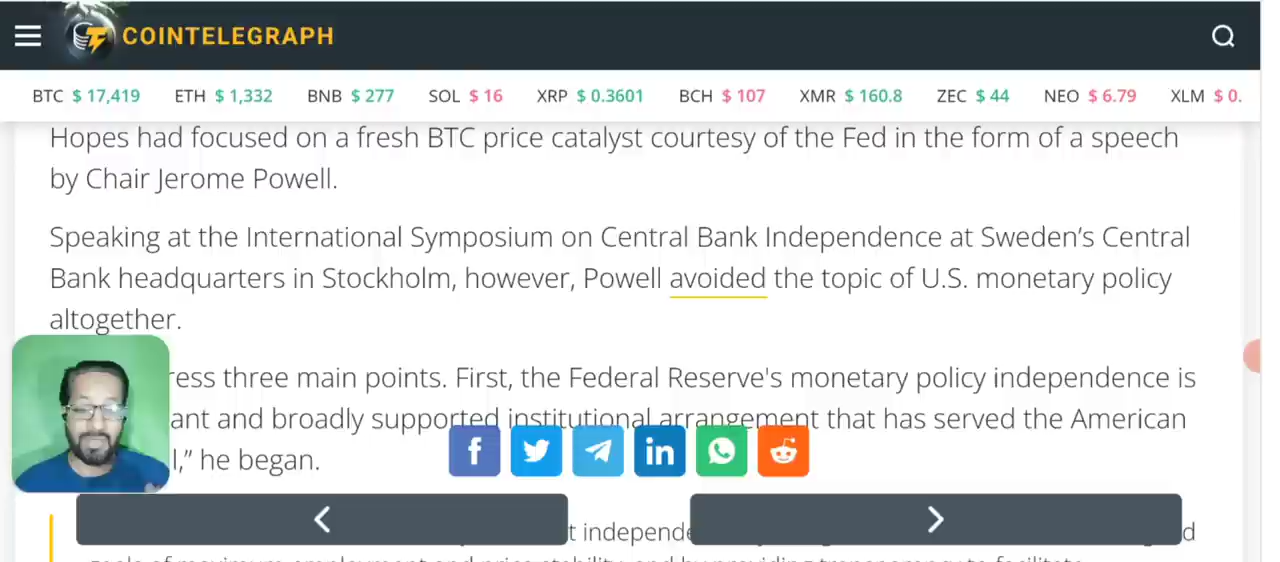 COINTELEGRAPH
BTC $ 17,419 ETH $ 1,332 BNB $ 277 SOL $ 16 XRP $ 0.3601 BCH $ 107 XMR $ 160.8 ZEC $ 44 NEO $ 6.79 XLM $ 0.
Hopes had focused on a fresh BTC price catalyst courtesy of the Fed in the form of a speech
by Chair Jerome Powell.
Speaking at the International Symposium on Central Bank Independence at Sweden's Central
Bank headquarters in Stockholm, however, Powell avoided the topic of U.S. monetary policy
altogether.
ress three main points. First, the Federal Reserve's monetary policy independence is
ant and broadly supported institutional arrangement that has served the American
l,” he began.
t independe